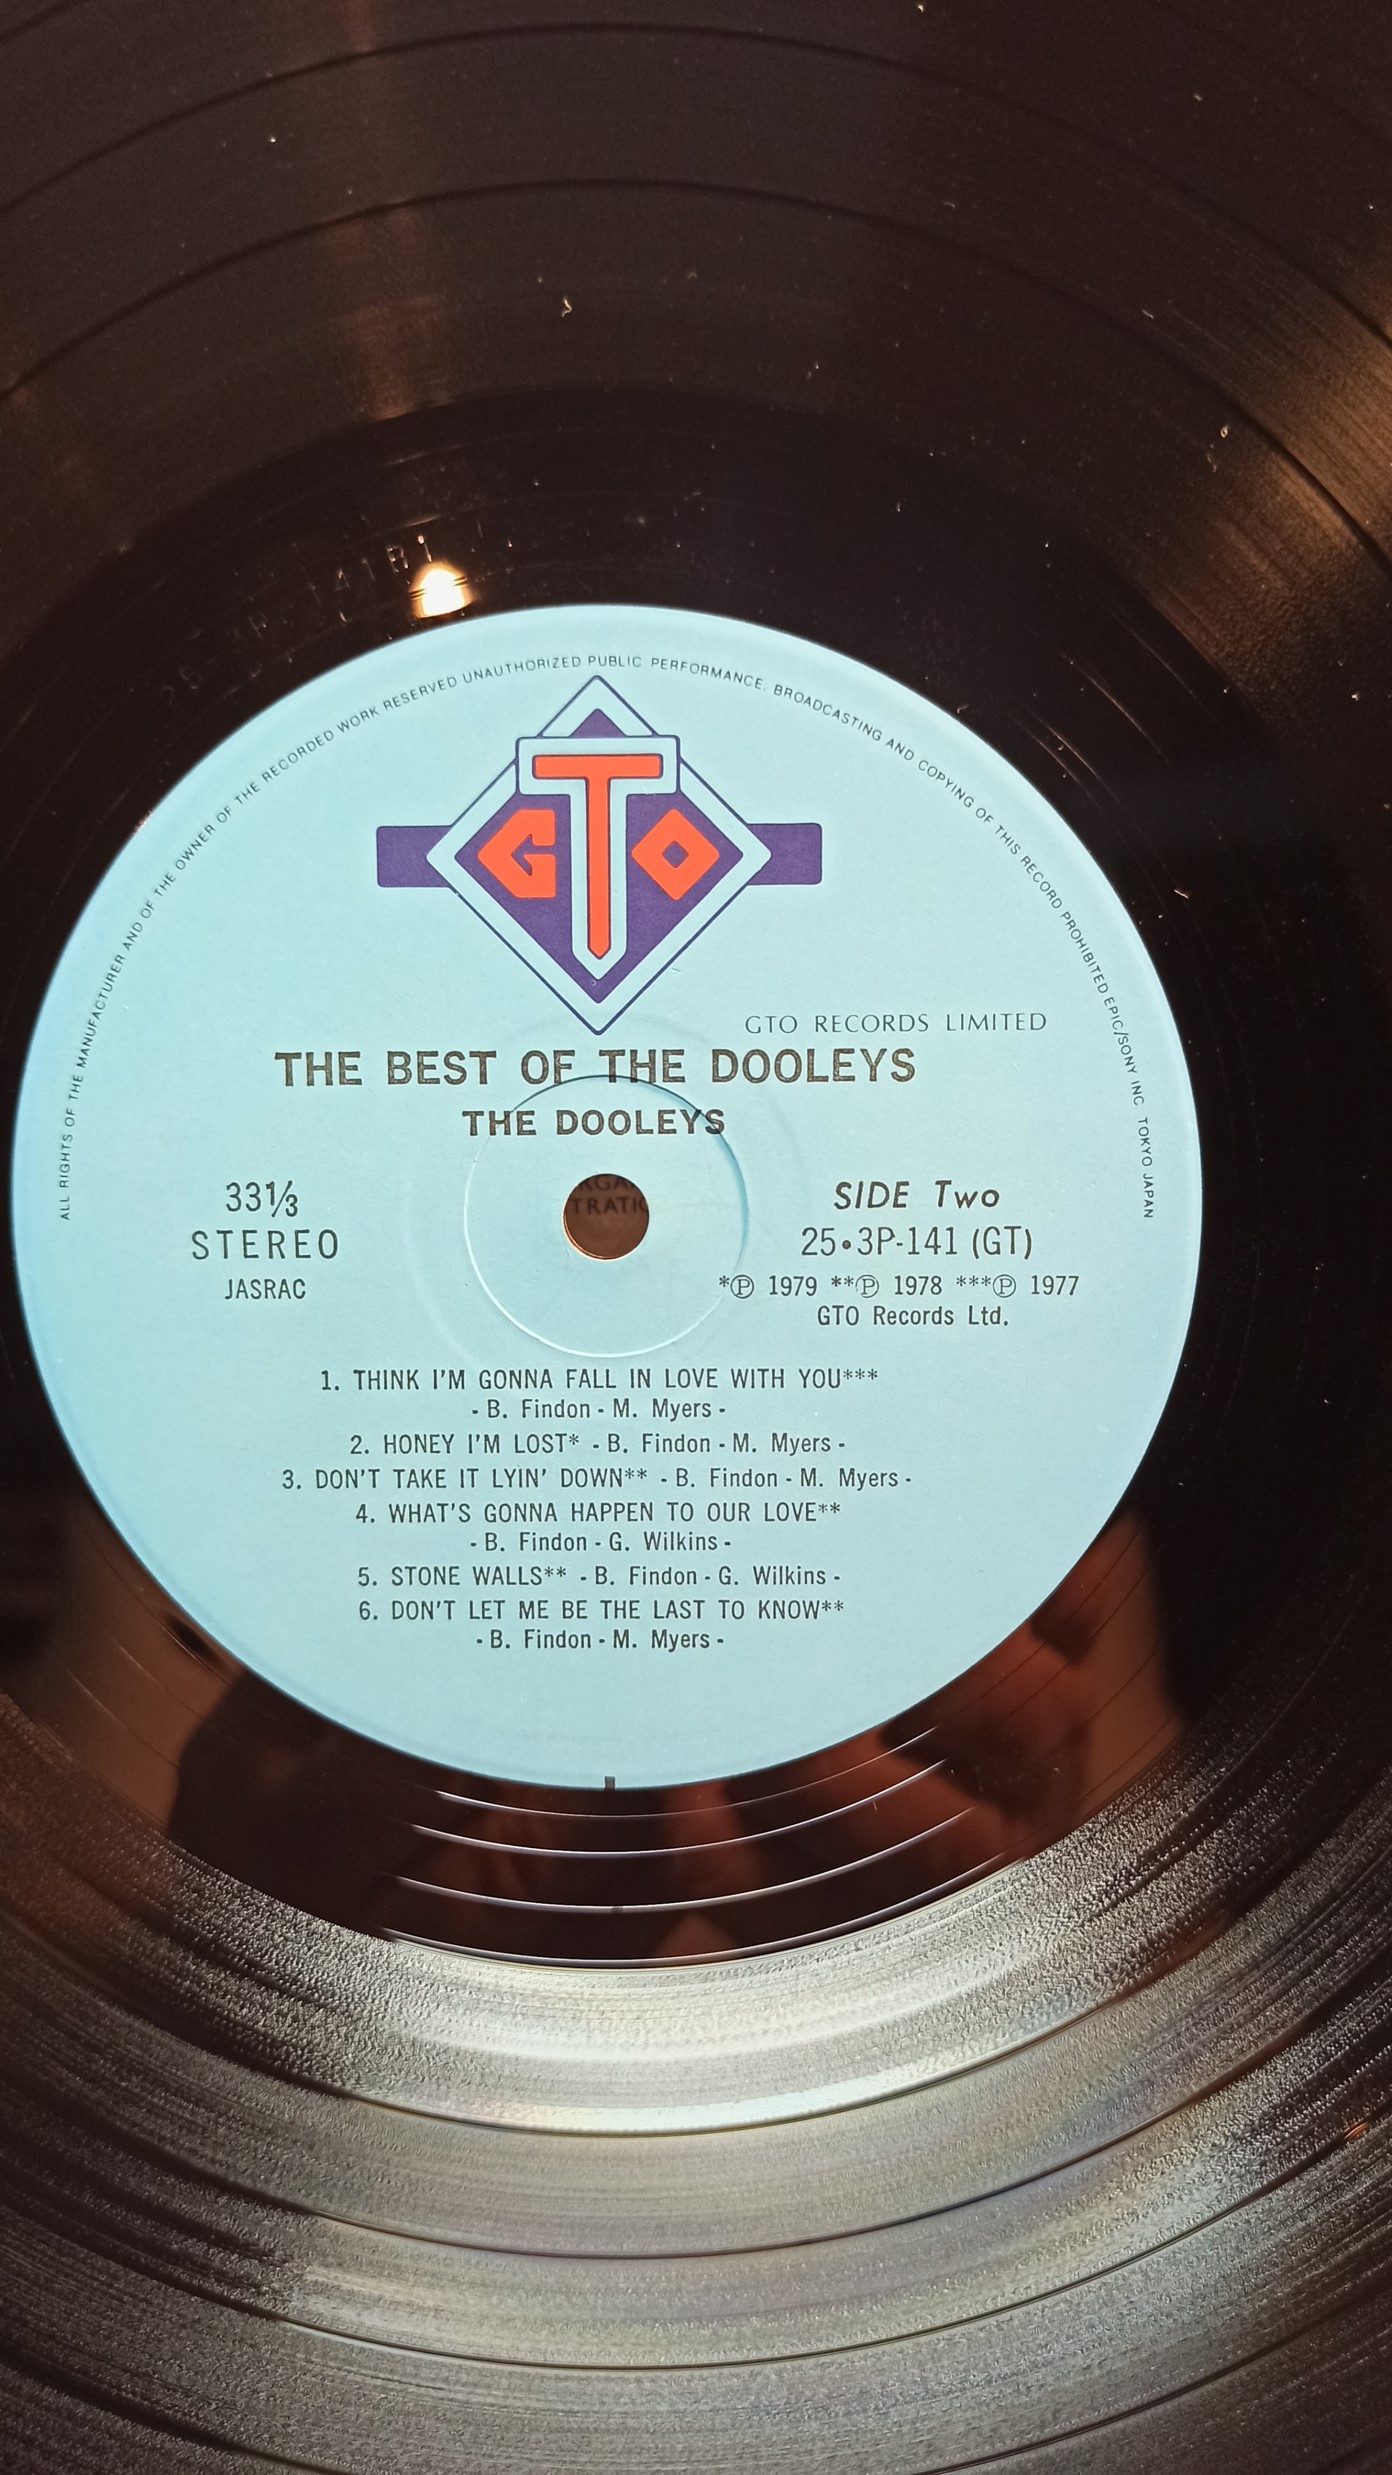 ALL RIGHTS OF THE MANUFACTURER AND OF THE OWNER OF THE RECORDED WORK RESERVED UNAUTHORIZED PUBLIC PERFORMANCE. BROADCASTING AND COPYING OF THIS RECORD PROHIBITED EPIC/SONY INC. TOKYO JAPAN
GTO
GTO RECORDS LIMITED
THE BEST OF THE DOOLEYS
THE DOOLEYS
33⅓
STEREO
JASRAC
SIDE Two
25•3P-141 (GT)
*Ⓟ 1979 **Ⓟ 1978 ***Ⓟ 1977
GTO Records Ltd.
1. THINK I'M GONNA FALL IN LOVE WITH YOU***
- B. Findon - M. Myers -
2. HONEY I'M LOST* - B. Findon - M. Myers -
3. DON'T TAKE IT LYIN' DOWN** - B. Findon - M. Myers -
4. WHAT'S GONNA HAPPEN TO OUR LOVE**
- B. Findon - G. Wilkins -
5. STONE WALLS** - B. Findon - G. Wilkins -
6. DON'T LET ME BE THE LAST TO KNOW**
- B. Findon - M. Myers -